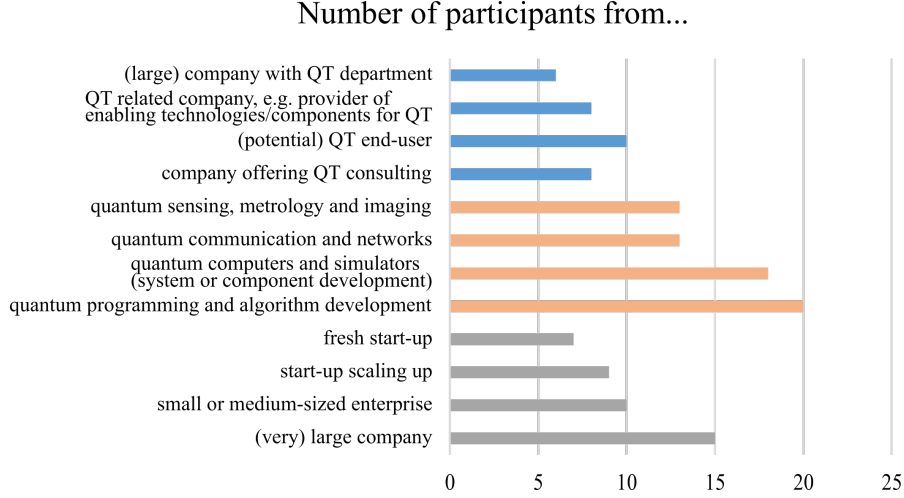 Number of participants from...
(large) company with QT department
QT related company, e.g. provider of
enabling technologies/components for QT
(potential) QT end-user
company offering QT consulting
quantum sensing, metrology and imaging
quantum communication and networks
quantum computers and simulators
(system or component development)
quantum programming and algorithm development
fresh start-up
start-up scaling up
small or medium-sized enterprise
(very) large company
0 5 10 15 20 25